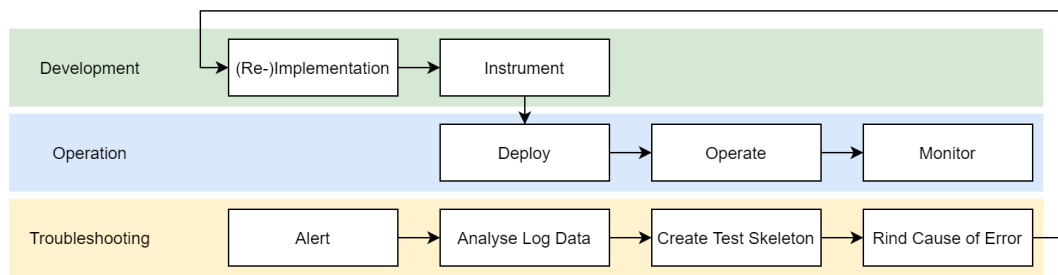 Development
(Re-)Implementation
Instrument
Operation
Deploy
Operate
Monitor
Troubleshooting
Alert
Analyse Log Data
Create Test Skeleton
Rind Cause of Error